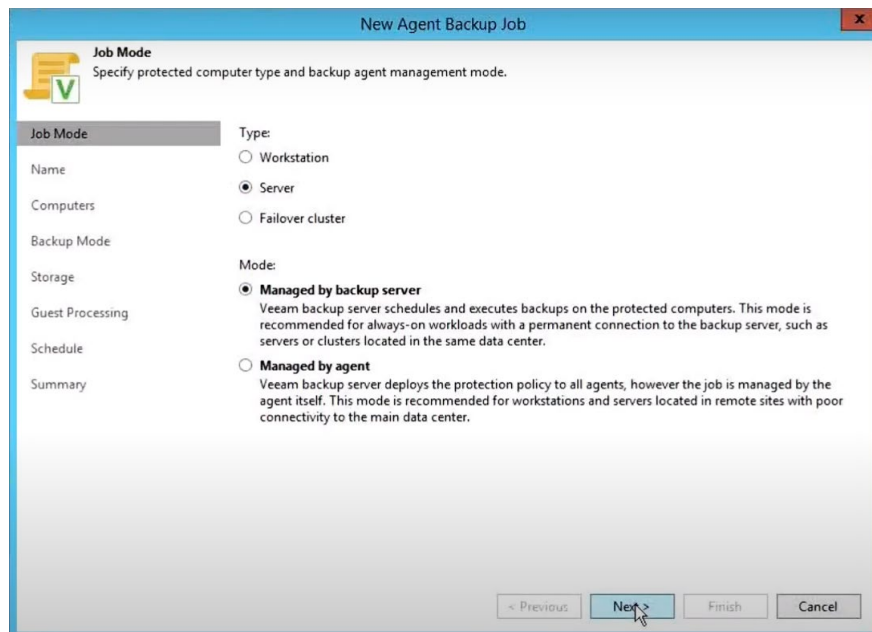 New Agent Backup Job
x
Job Mode
Specify protected computer type and backup agent management mode.
V
Job Mode
Name
Computers
Backup Mode
Storage
Guest Processing
Schedule
Summary
Type:
Workstation
Server
Failover cluster
Mode:
Managed by backup server
Veeam backup server schedules and executes backups on the protected computers. This mode is
recommended for always-on workloads with a permanent connection to the backup server, such as
servers or clusters located in the same data center.
Managed by agent
Veeam backup server deploys the protection policy to all agents, however the job is managed by the
agent itself. This mode is recommended for workstations and servers located in remote sites with poor
connectivity to the main data center.
< Previous
Next >
Finish
Cancel